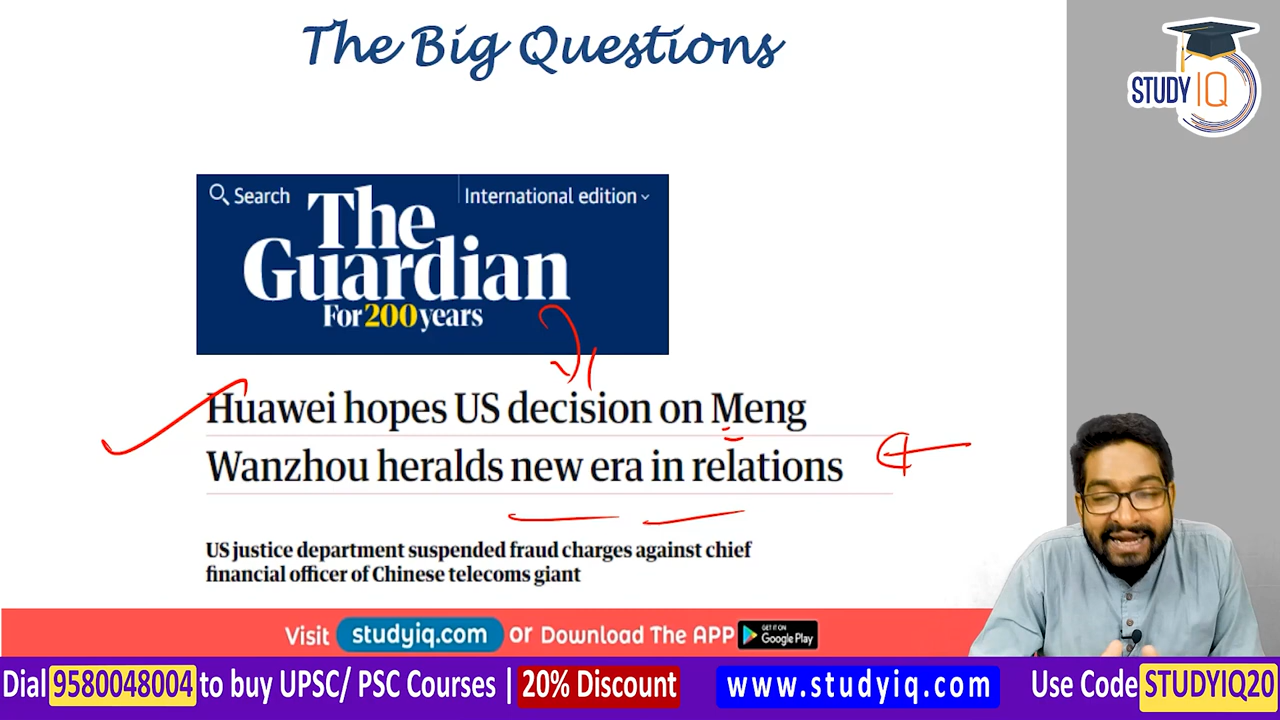 The Big Questions
STUDY IQ
Search
International edition
The
Guardian
For 200 years
Huawei hopes US decision on Meng
Wanzhou heralds new era in relations
US justice department suspended fraud charges against chief
financial officer of Chinese telecoms giant
Visit studyiq.com or Download The APP GET IT ON Google Play
Dial 9580048004 to buy UPSC/ PSC Courses | 20% Discount www.studyiq.com Use Code STUDYIQ20